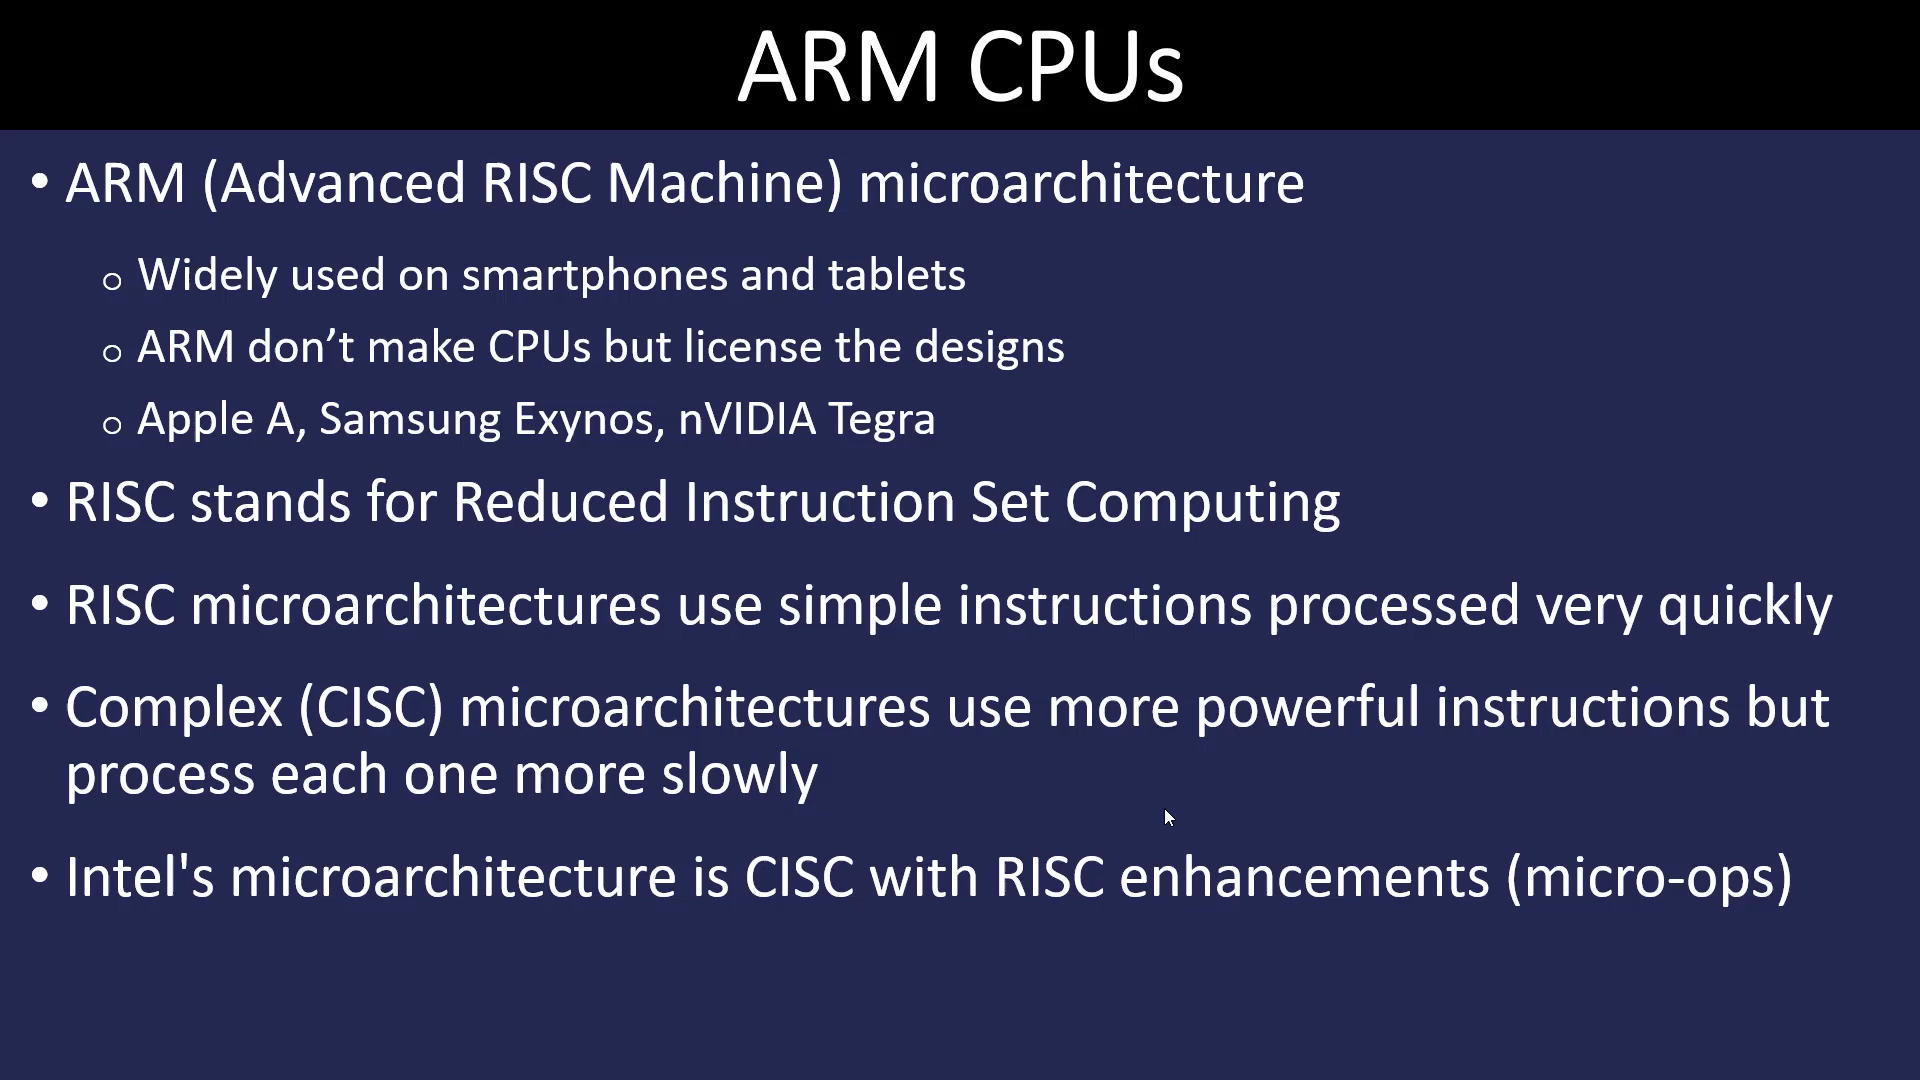 ARM CPUs
• ARM (Advanced RISC Machine) microarchitecture
o Widely used on smartphones and tablets
o ARM don’t make CPUs but license the designs
o Apple A, Samsung Exynos, nVIDIA Tegra
• RISC stands for Reduced Instruction Set Computing
• RISC microarchitectures use simple instructions processed very quickly
• Complex (CISC) microarchitectures use more powerful instructions but
process each one more slowly
• Intel's microarchitecture is CISC with RISC enhancements (micro-ops)